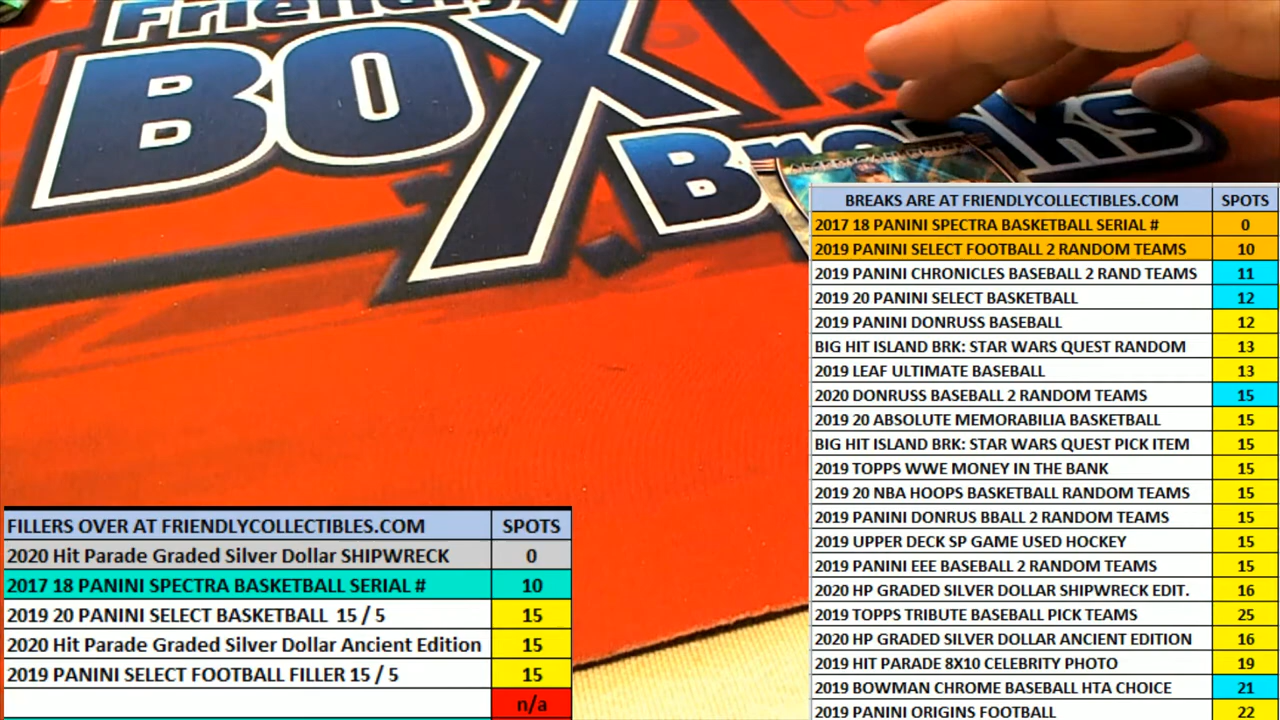 Friendly
BOX
Breaks
BREAKS ARE AT FRIENDLYCOLLECTIBLES.COM SPOTS
2017 18 PANINI SPECTRA BASKETBALL SERIAL # 0
2019 PANINI SELECT FOOTBALL 2 RANDOM TEAMS 10
2019 PANINI CHRONICLES BASEBALL 2 RAND TEAMS 11
2019 20 PANINI SELECT BASKETBALL 12
2019 PANINI DONRUSS BASEBALL 12
BIG HIT ISLAND BRK: STAR WARS QUEST RANDOM 13
2019 LEAF ULTIMATE BASEBALL 13
2020 DONRUSS BASEBALL 2 RANDOM TEAMS 15
2019 20 ABSOLUTE MEMORABILIA BASKETBALL 15
BIG HIT ISLAND BRK: STAR WARS QUEST PICK ITEM 15
2019 TOPPS WWE MONEY IN THE BANK 15
2019 20 NBA HOOPS BASKETBALL RANDOM TEAMS 15
2019 PANINI DONRUS BBALL 2 RANDOM TEAMS 15
2019 UPPER DECK SP GAME USED HOCKEY 15
2019 PANINI EEE BASEBALL 2 RANDOM TEAMS 15
2020 HP GRADED SILVER DOLLAR SHIPWRECK EDIT. 16
2019 TOPPS TRIBUTE BASEBALL PICK TEAMS 25
2020 HP GRADED SILVER DOLLAR ANCIENT EDITION 16
2019 HIT PARADE 8X10 CELEBRITY PHOTO 19
2019 BOWMAN CHROME BASEBALL HTA CHOICE 21
2019 PANINI ORIGINS FOOTBALL 22
FILLERS OVER AT FRIENDLYCOLLECTIBLES.COM SPOTS
2020 Hit Parade Graded Silver Dollar SHIPWRECK 0
2017 18 PANINI SPECTRA BASKETBALL SERIAL # 10
2019 20 PANINI SELECT BASKETBALL 15 / 5 15
2020 Hit Parade Graded Silver Dollar Ancient Edition 15
2019 PANINI SELECT FOOTBALL FILLER 15 / 5 15
n/a